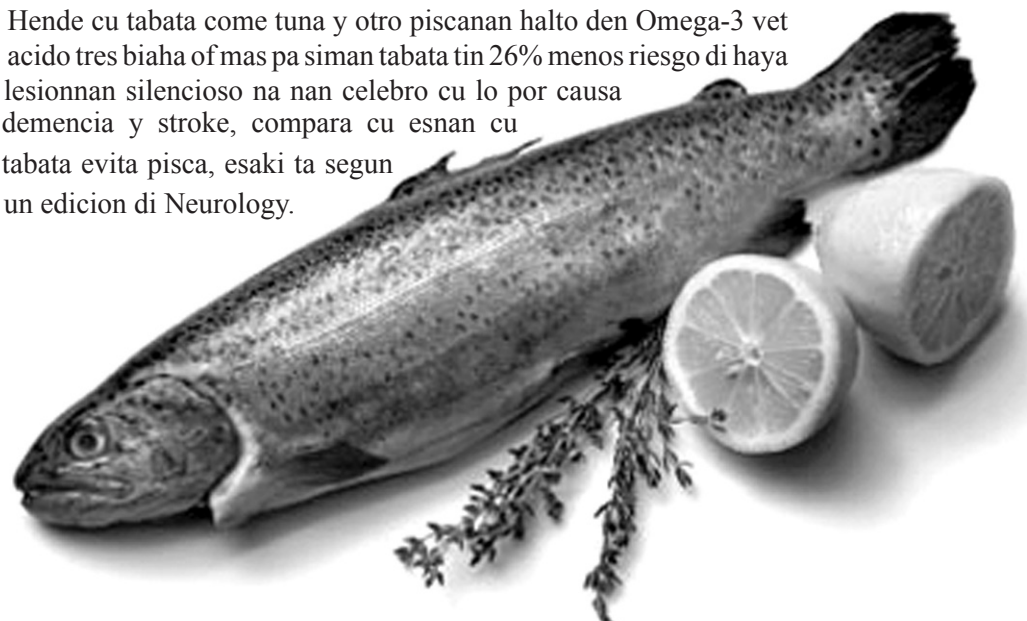 Hende cu tabata come tuna y otro piscanan halto den Omega-3 vet
acido tres biaha of mas pa siman tabata tin 26% menos riesgo di haya
lesionnan silencioso na nan celebro cu lo por causa
demencia y stroke, compara cu esnan cu
tabata evita pisca, esaki ta segun
un edicion di Neurology.